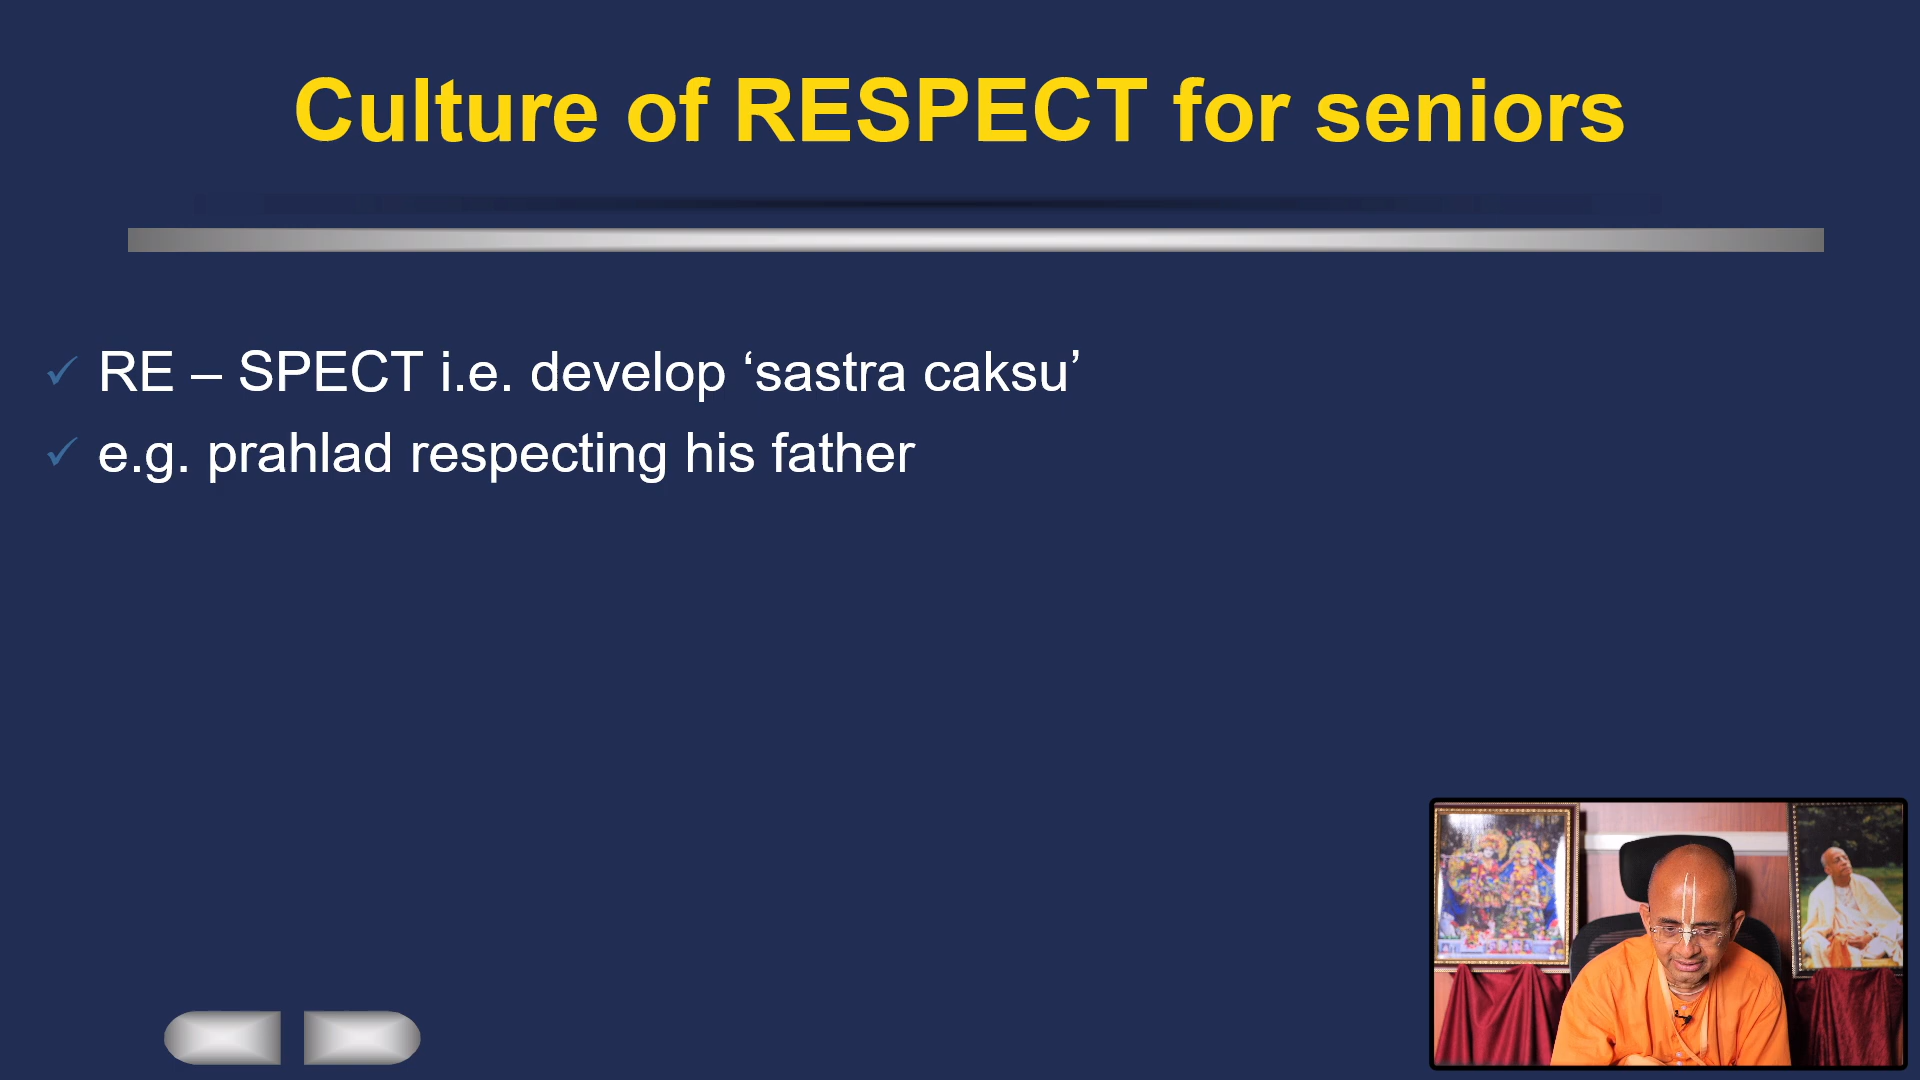 Culture of RESPECT for seniors
RE – SPECT i.e. develop ‘sastra caksu’
e.g. prahlad respecting his father